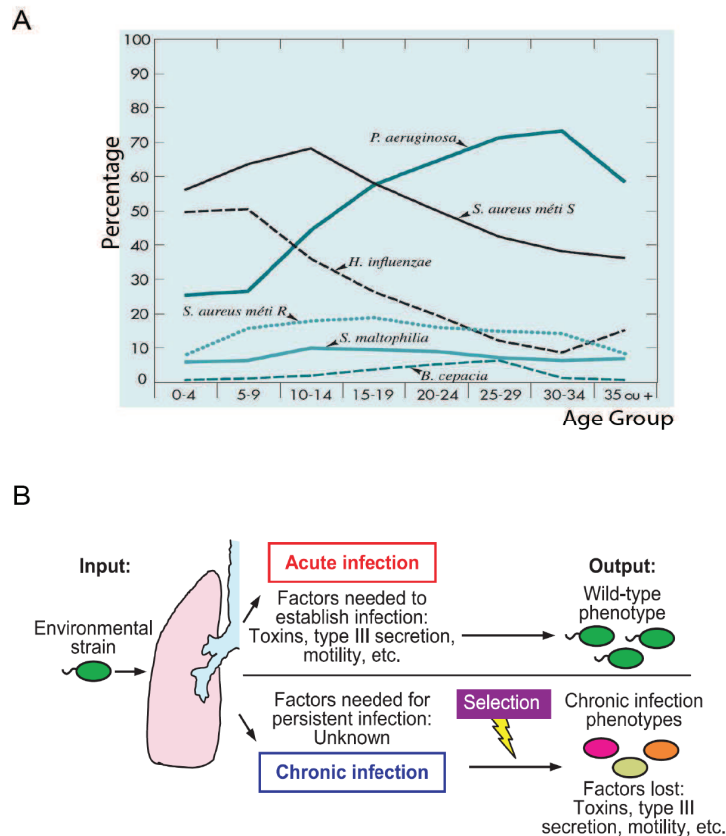 A
100
90
80
70
60
50
40
30
20
10
0
Percentage
P. aeruginosa
S. aureus méti S
H. influenzae
S. aureus méti R
S. maltophilia
B. cepacia
0-4 5-9 10-14 15-19 20-24 25-29 30-34 35 ou +
Age Group
B
Input:
Environmental
strain
Acute infection
Factors needed to
establish infection:
Toxins, type III secretion,
motility, etc.
Output:
Wild-type
phenotype
Factors needed for
persistent infection:
Unknown
Chronic infection
Selection
Chronic infection
phenotypes
Factors lost:
Toxins, type III
secretion, motility, etc.